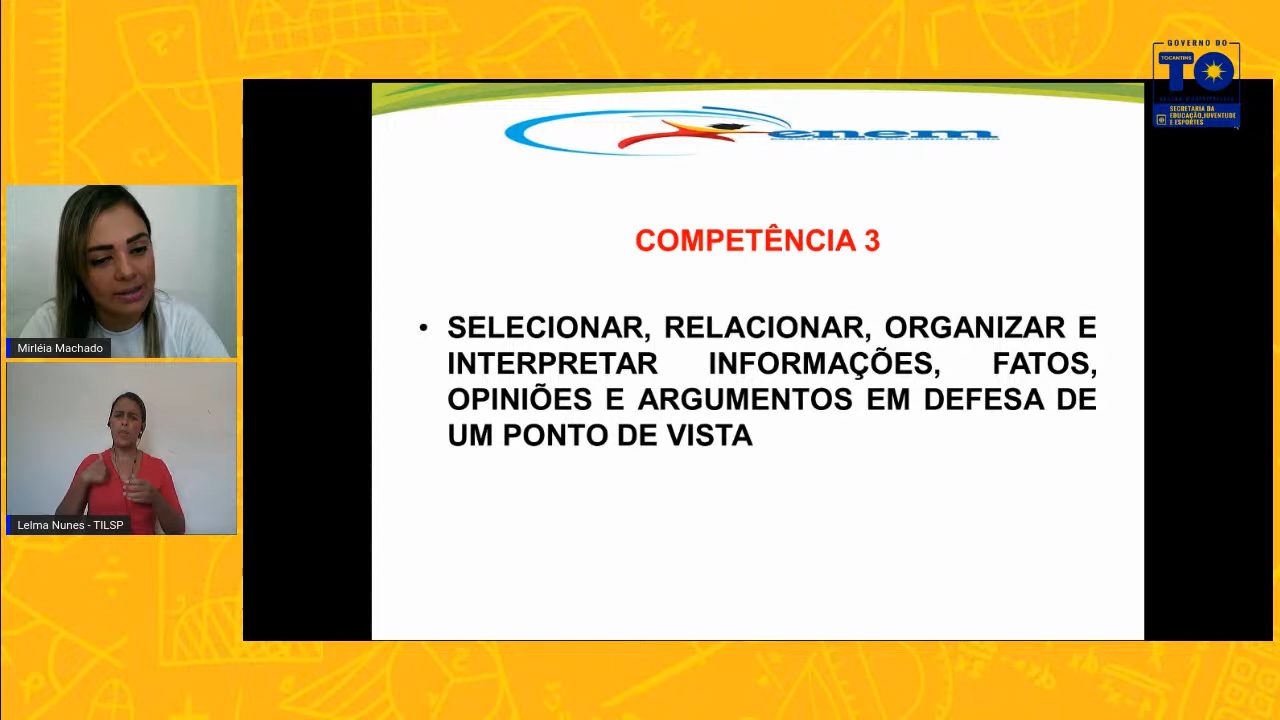 GOVERNO DO
TOCANTINS
TO
SECRETARIA DA
EDUCAÇÃO, JUVENTUDE
E ESPORTES
enem
COMPETÊNCIA 3
• SELECIONAR, RELACIONAR, ORGANIZAR E
INTERPRETAR INFORMAÇÕES, FATOS,
OPINIÕES E ARGUMENTOS EM DEFESA DE
UM PONTO DE VISTA
Mirléia Machado
Lelma Nunes - TILSP